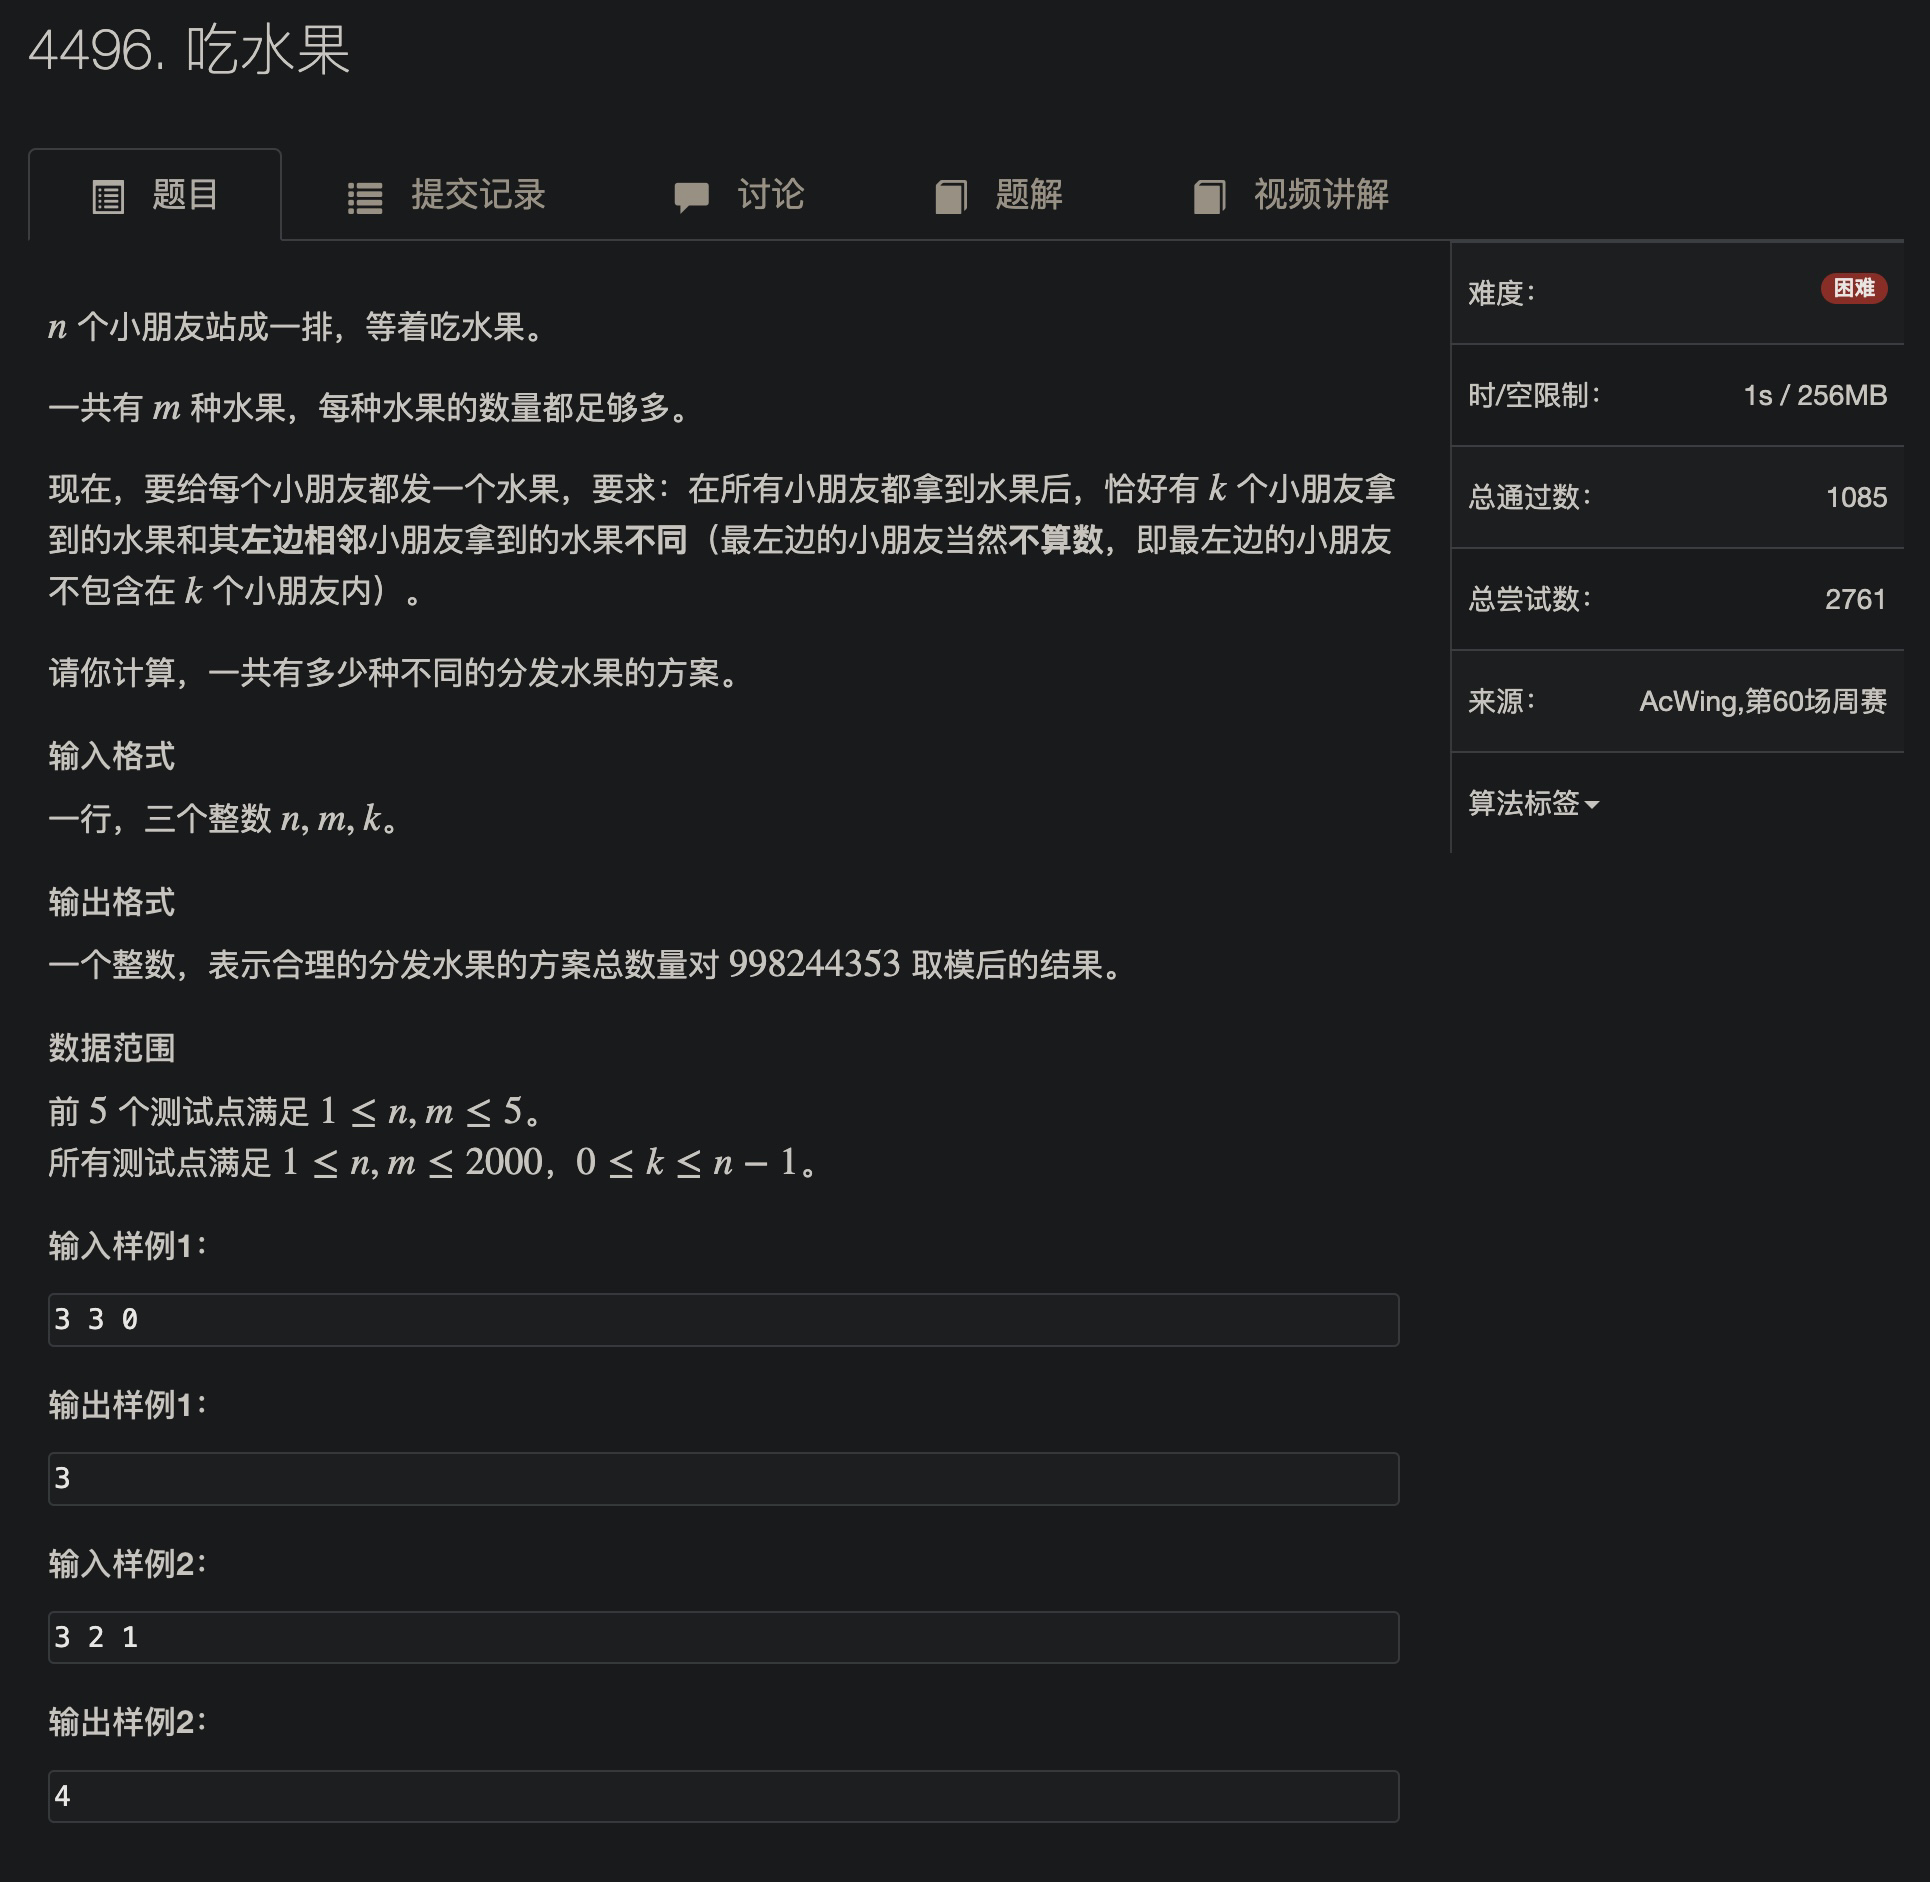 4496. 吃水果
题目 提交记录 讨论 题解 视频讲解
n 个小朋友站成一排，等着吃水果。
一共有 m 种水果，每种水果的数量都足够多。
现在，要给每个小朋友都发一个水果，要求：在所有小朋友都拿到水果后，恰好有 k 个小朋友拿
到的水果和其左边相邻小朋友拿到的水果不同（最左边的小朋友当然不算数，即最左边的小朋友
不包含在 k 个小朋友内）。
请你计算，一共有多少种不同的分发水果的方案。
输入格式
一行，三个整数 n, m, k。
输出格式
一个整数，表示合理的分发水果的方案总数量对 998244353 取模后的结果。
数据范围
前 5 个测试点满足 1 ≤ n, m ≤ 5。
所有测试点满足 1 ≤ n, m ≤ 2000，0 ≤ k ≤ n − 1。
输入样例1：
3 3 0
输出样例1：
3
输入样例2：
3 2 1
输出样例2：
4
难度： 困难
时/空限制： 1s / 256MB
总通过数： 1085
总尝试数： 2761
来源： AcWing,第60场周赛
算法标签